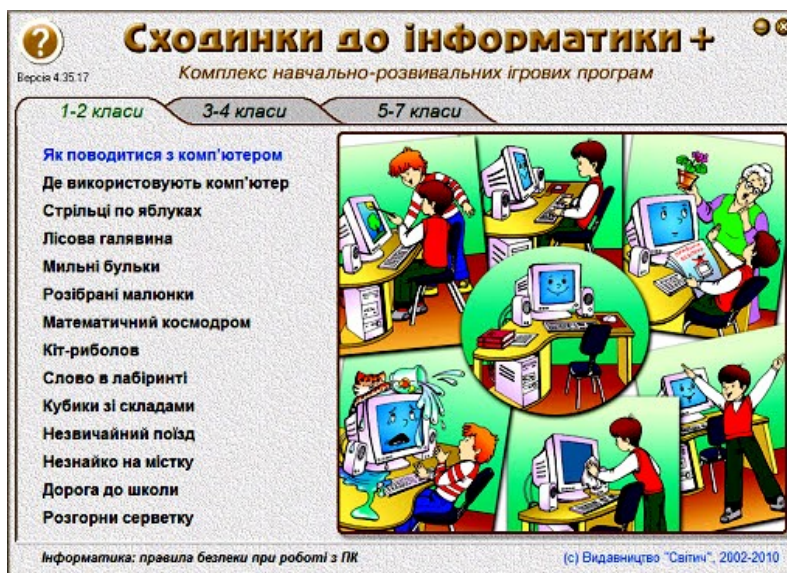 ?
Сходинки до інформатики +
Версія 4.35.17
Комплекс навчально-розвивальних ігрових програм
1-2 класи
3-4 класи
5-7 класи
Як поводитися з комп'ютером
Де використовують комп'ютер
Стрільці по яблуках
Лісова галявина
Мильні бульки
Розібрані малюнки
Математичний космодром
Кіт-риболов
Слово в лабіринті
Кубики зі складами
Незвичайний поїзд
Незнайко на містку
Дорога до школи
Розгорни серветку
Інформатика: правила безпеки при роботі з ПК
(с) Видавництво "Світич", 2002-2010